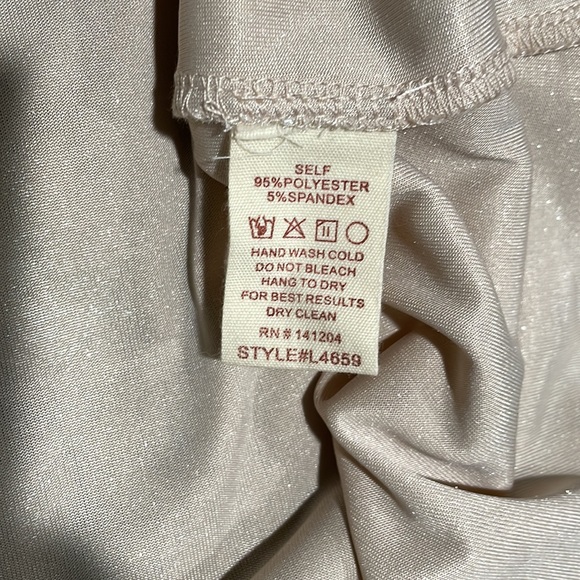 SELF
95%POLYESTER
5%SPANDEX
HAND WASH COLD
DO NOT BLEACH
HANG TO DRY
FOR BEST RESULTS
DRY CLEAN
RN # 141204
STYLE#L4659